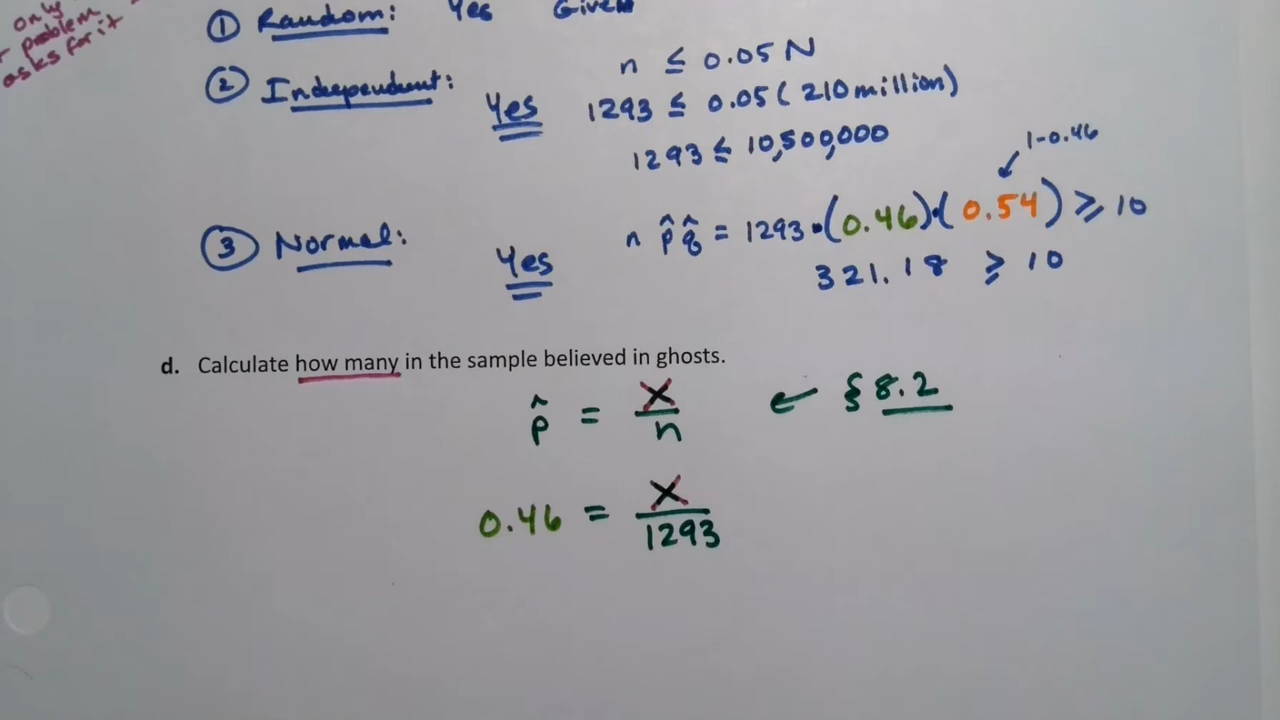 only
problem
asks for it
① Random: Yes Given
② Independent: Yes n ≤ 0.05 N
1293 ≤ 0.05 ( 210 million)
1293 ≤ 10,500,000
1-0.46
③ Normal: Yes n p̂ q̂ = 1293 • (0.46)•(0.54) ≥ 10
321.18 ≥ 10
d. Calculate how many in the sample believed in ghosts.
p̂ = X/n ← § 8.2
0.46 = X/1293